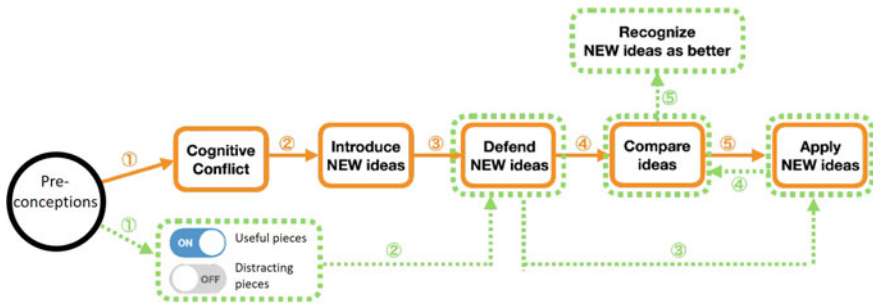 Recognize
NEW ideas as better
⑤
①
②
③
④
⑤
Cognitive
Conflict
Introduce
NEW ideas
Defend
NEW ideas
Compare
ideas
Apply
NEW ideas
④
Pre-
conceptions
①
ON
Useful pieces
OFF
Distracting
pieces
②
③